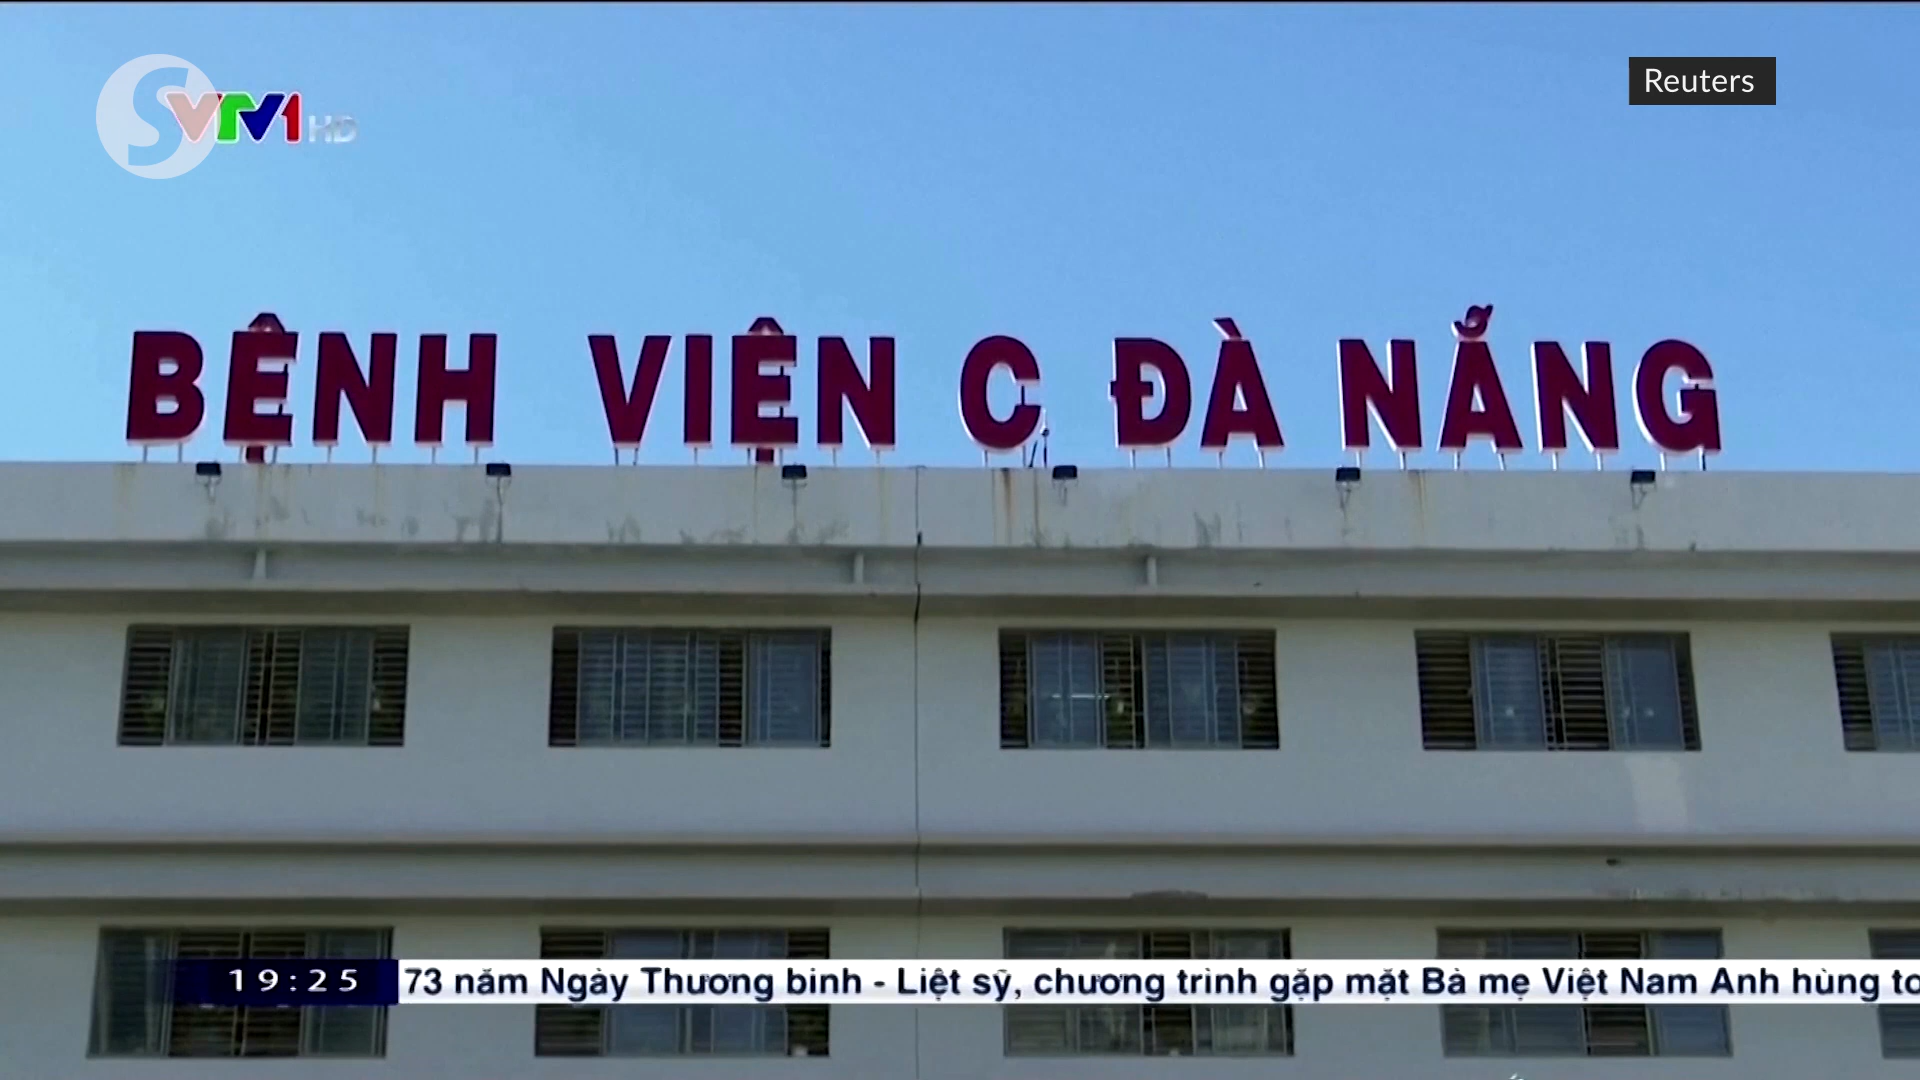 S
VTV1 HD
Reuters
BỆNH VIỆN C ĐÀ NẴNG
19:25
73 năm Ngày Thương binh - Liệt sỹ, chương trình gặp mặt Bà mẹ Việt Nam Anh hùng to